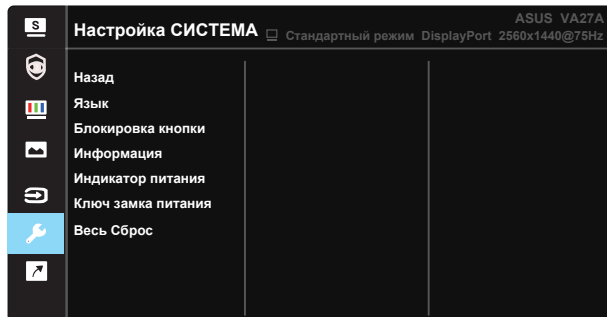 S
Настройка СИСТЕМА
ASUS VA27A
Стандартный режим DisplayPort 2560x1440@75Hz
Назад
Язык
Блокировка кнопки
Информация
Индикатор питания
Ключ замка питания
Весь Сброс